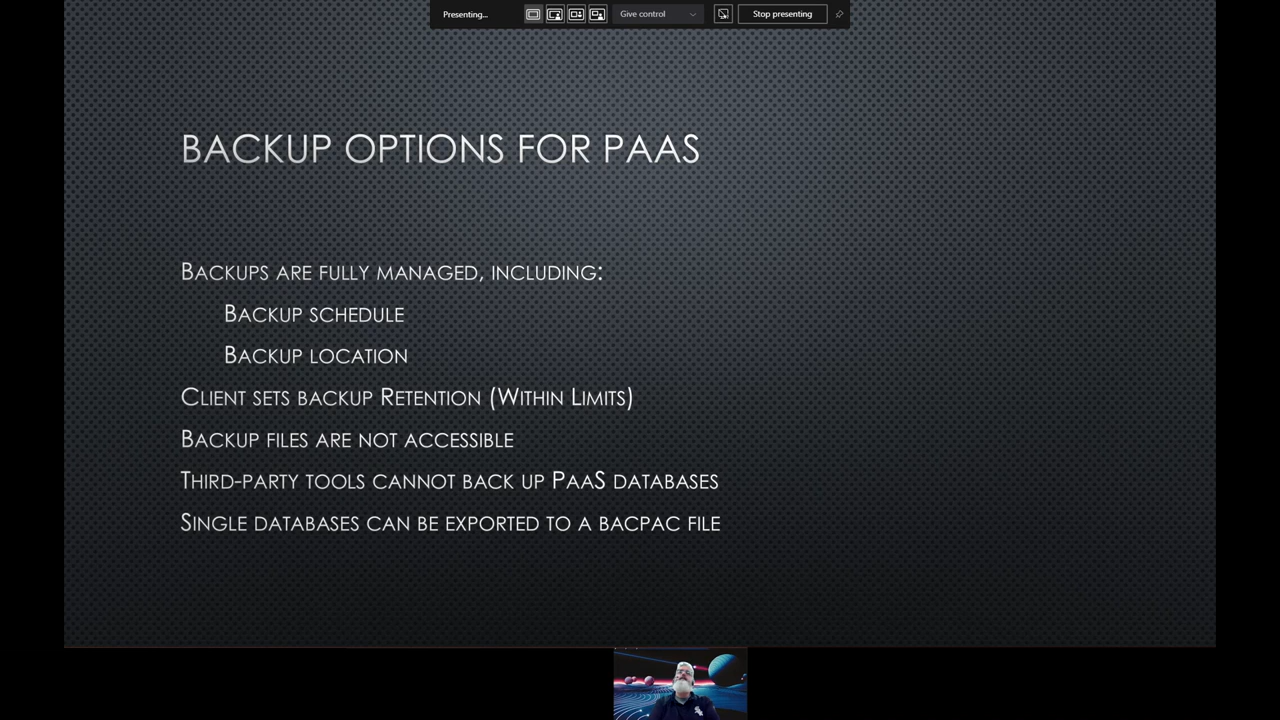 Presenting...
Give control
Stop presenting
BACKUP OPTIONS FOR PAAS
BACKUPS ARE FULLY MANAGED, INCLUDING:
BACKUP SCHEDULE
BACKUP LOCATION
CLIENT SETS BACKUP RETENTION (WITHIN LIMITS)
BACKUP FILES ARE NOT ACCESSIBLE
THIRD-PARTY TOOLS CANNOT BACK UP PAAS DATABASES
SINGLE DATABASES CAN BE EXPORTED TO A BACPAC FILE